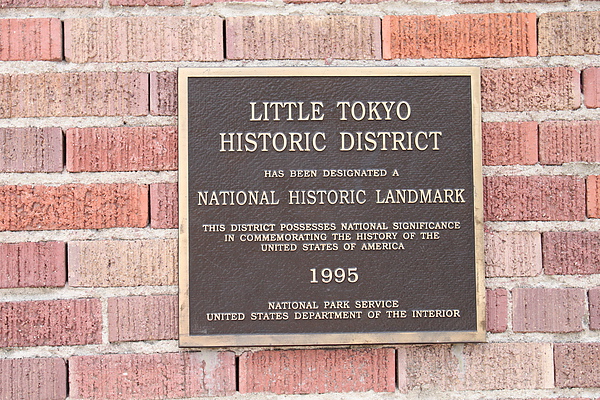 LITTLE TOKYO
HISTORIC DISTRICT
HAS BEEN DESIGNATED A
NATIONAL HISTORIC LANDMARK
THIS DISTRICT POSSESSES NATIONAL SIGNIFICANCE
IN COMMEMORATING THE HISTORY OF THE
UNITED STATES OF AMERICA
1995
NATIONAL PARK SERVICE
UNITED STATES DEPARTMENT OF THE INTERIOR